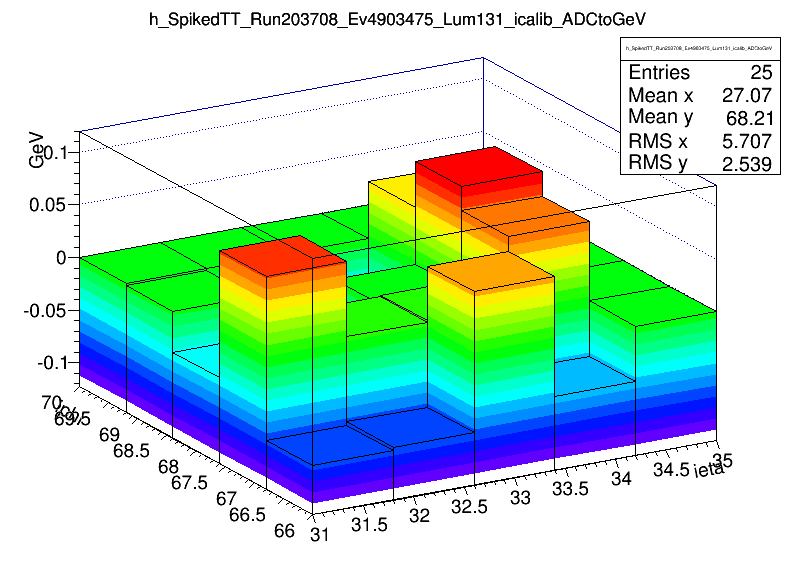 h_SpikedTT_Run203708_Ev4903475_Lum131_icalib_ADCtoGeV
h_SpikedTT_Run203708_Ev4903475_Lum131_icalib_ADCtoGeV
Entries 25
Mean x 27.07
Mean y 68.21
RMS x 5.707
RMS y 2.539
GeV
0.1
0.05
0
-0.05
-0.1
70
69.5
69
68.5
68
67.5
67
66.5
66
31
31.5
32
32.5
33
33.5
34
34.5
35
ieta